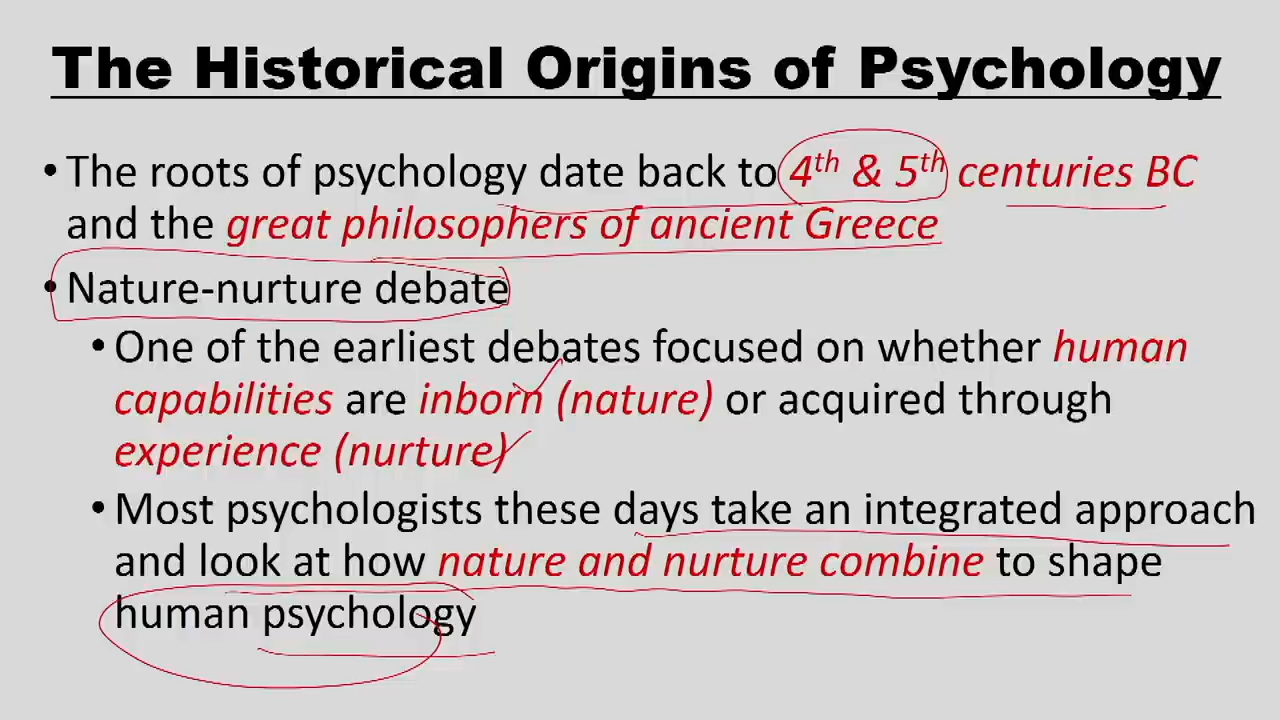 The Historical Origins of Psychology
• The roots of psychology date back to 4th & 5th centuries BC
and the great philosophers of ancient Greece
• Nature-nurture debate
• One of the earliest debates focused on whether human
capabilities are inborn (nature) or acquired through
experience (nurture)
• Most psychologists these days take an integrated approach
and look at how nature and nurture combine to shape
human psychology